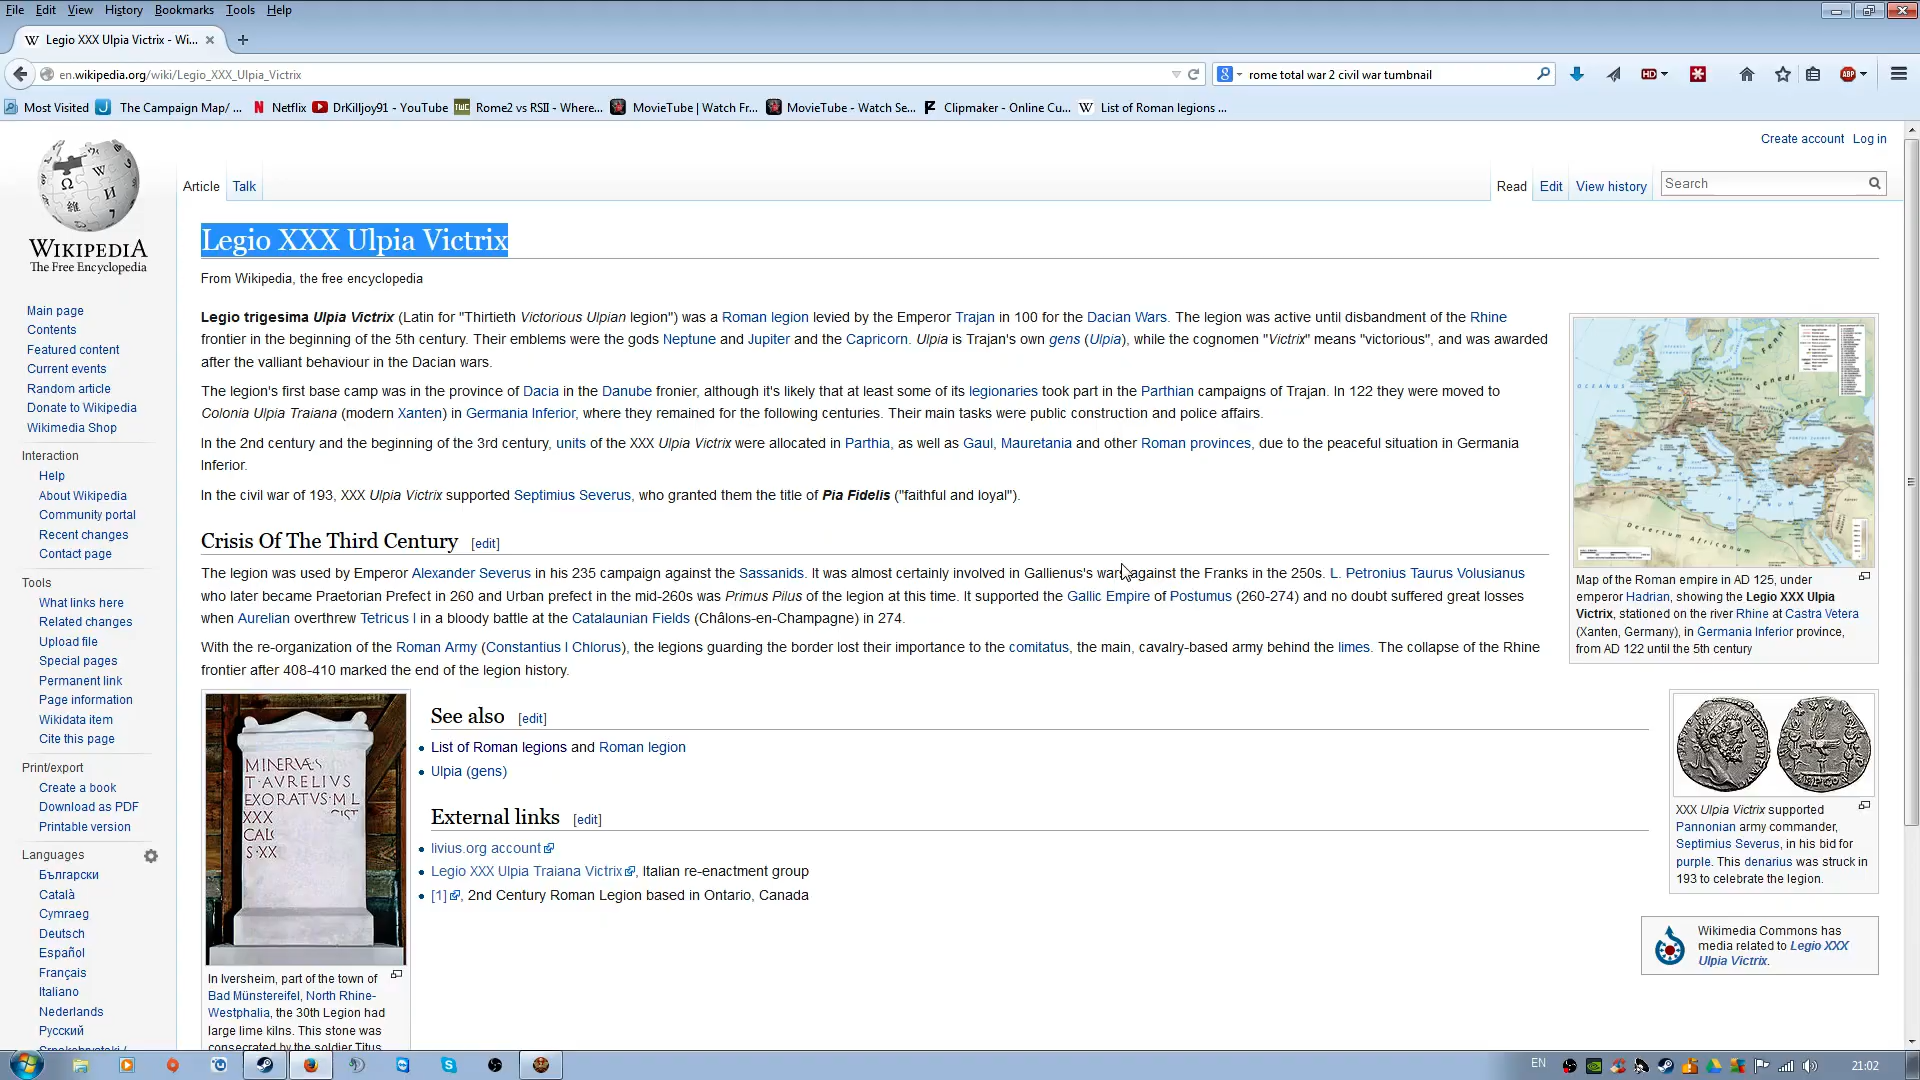 File Edit View History Bookmarks Tools Help
Legio XXX Ulpia Victrix - Wi...
en.wikipedia.org/wiki/Legio_XXX_Ulpia_Victrix
rome total war 2 civil war tumbnail
Most Visited The Campaign Map/ ... Netflix DrKilljoy91 - YouTube Rome2 vs RSII - Where... MovieTube | Watch Fr... MovieTube - Watch Se... Clipmaker - Online Cu... List of Roman legions ...
Create account Log in
Article Talk
Read Edit View history Search
WIKIPEDIA
The Free Encyclopedia
Main page
Contents
Featured content
Current events
Random article
Donate to Wikipedia
Wikimedia Shop
Interaction
Help
About Wikipedia
Community portal
Recent changes
Contact page
Tools
What links here
Related changes
Upload file
Special pages
Permanent link
Page information
Wikidata item
Cite this page
Print/export
Create a book
Download as PDF
Printable version
Languages
Български
Català
Cymraeg
Deutsch
Español
Français
Italiano
Nederlands
Русский
Legio XXX Ulpia Victrix
From Wikipedia, the free encyclopedia
Legio trigesima Ulpia Victrix (Latin for "Thirtieth Victorious Ulpian legion") was a Roman legion levied by the Emperor Trajan in 100 for the Dacian Wars. The legion was active until disbandment of the Rhine
frontier in the beginning of the 5th century. Their emblems were the gods Neptune and Jupiter and the Capricorn. Ulpia is Trajan's own gens (Ulpia), while the cognomen "Victrix" means "victorious", and was awarded
after the valliant behaviour in the Dacian wars.
The legion's first base camp was in the province of Dacia in the Danube fronier, although it's likely that at least some of its legionaries took part in the Parthian campaigns of Trajan. In 122 they were moved to
Colonia Ulpia Traiana (modern Xanten) in Germania Inferior, where they remained for the following centuries. Their main tasks were public construction and police affairs.
In the 2nd century and the beginning of the 3rd century, units of the XXX Ulpia Victrix were allocated in Parthia, as well as Gaul, Mauretania and other Roman provinces, due to the peaceful situation in Germania
Inferior.
In the civil war of 193, XXX Ulpia Victrix supported Septimius Severus, who granted them the title of Pia Fidelis ("faithful and loyal").
Crisis Of The Third Century [edit]
The legion was used by Emperor Alexander Severus in his 235 campaign against the Sassanids. It was almost certainly involved in Gallienus's wars against the Franks in the 250s. L. Petronius Taurus Volusianus
who later became Praetorian Prefect in 260 and Urban prefect in the mid-260s was Primus Pilus of the legion at this time. It supported the Gallic Empire of Postumus (260-274) and no doubt suffered great losses
when Aurelian overthrew Tetricus I in a bloody battle at the Catalaunian Fields (Châlons-en-Champagne) in 274.
With the re-organization of the Roman Army (Constantius I Chlorus), the legions guarding the border lost their importance to the comitatus, the main, cavalry-based army behind the limes. The collapse of the Rhine
frontier after 408-410 marked the end of the legion history.
Map of the Roman empire in AD 125, under
emperor Hadrian, showing the Legio XXX Ulpia
Victrix, stationed on the river Rhine at Castra Vetera
(Xanten, Germany), in Germania Inferior province,
from AD 122 until the 5th century
MINERVAE
T·AVRELIVS
EXORATVS·ML
XXX
S·XX
In Iversheim, part of the town of
Bad Münstereifel, North Rhine-
Westphalia, the 30th Legion had
large lime kilns. This stone was
consecrated by the soldier Titus
See also [edit]
List of Roman legions and Roman legion
Ulpia (gens)
External links [edit]
livius.org account
Legio XXX Ulpia Traiana Victrix, Italian re-enactment group
[1], 2nd Century Roman Legion based in Ontario, Canada
XXX Ulpia Victrix supported
Pannonian army commander,
Septimius Severus, in his bid for
purple. This denarius was struck in
193 to celebrate the legion.
Wikimedia Commons has
media related to Legio XXX
Ulpia Victrix.
EN 21:02